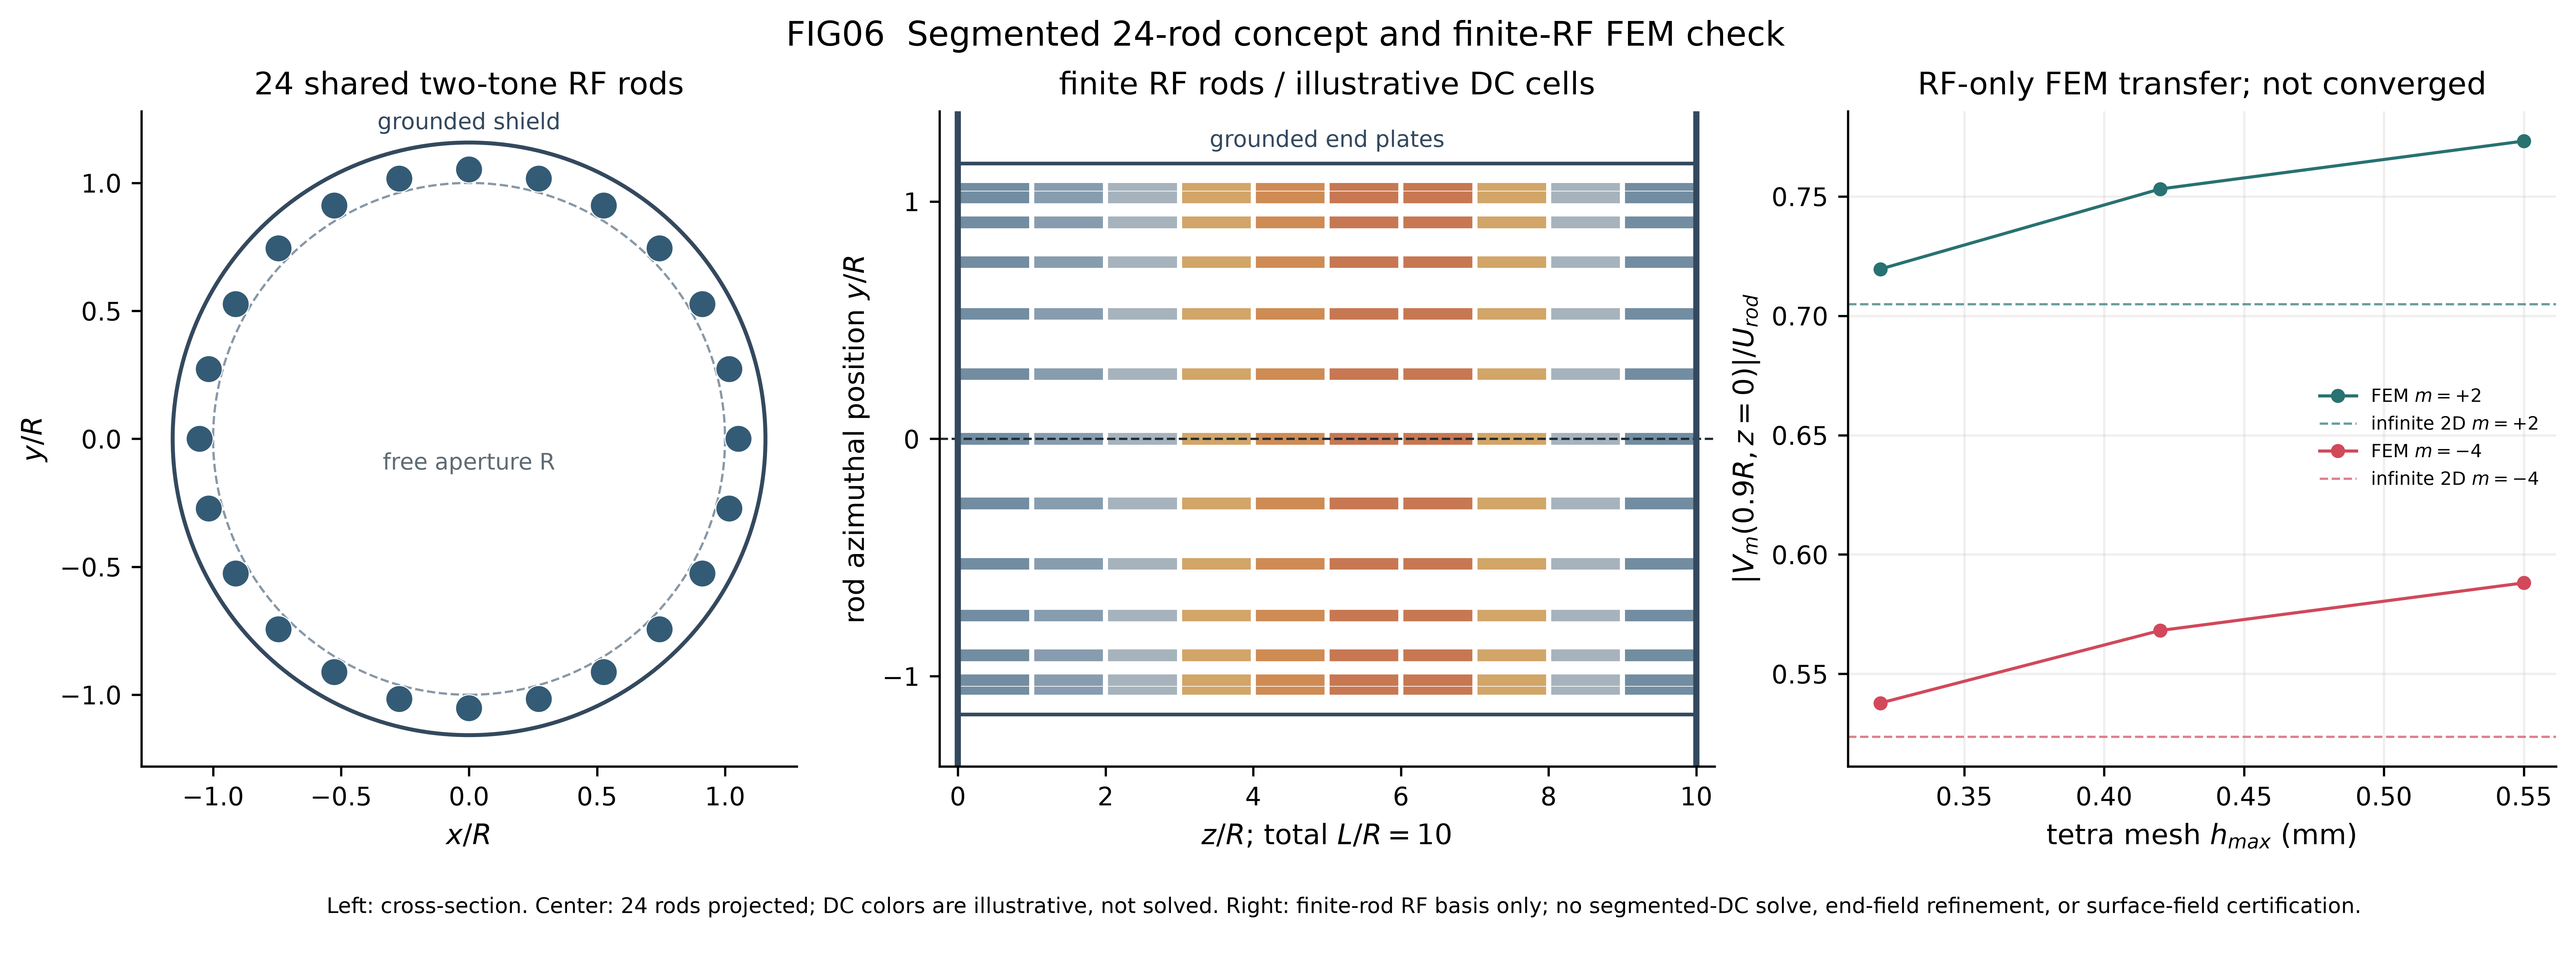 FIG06  Segmented 24-rod concept and finite-RF FEM check
24 shared two-tone RF rods
grounded shield
free aperture R
1.0
0.5
0.0
−0.5
−1.0
y/R
−1.0
−0.5
0.0
0.5
1.0
x/R
finite RF rods / illustrative DC cells
grounded end plates
1
0
−1
rod azimuthal position y/R
0
2
4
6
8
10
z/R; total L/R = 10
RF-only FEM transfer; not converged
0.75
0.70
0.65
0.60
0.55
|V_m(0.9R, z = 0)|/U_rod
FEM m = +2
infinite 2D m = +2
FEM m = −4
infinite 2D m = −4
0.35
0.40
0.45
0.50
0.55
tetra mesh h_max (mm)
Left: cross-section. Center: 24 rods projected; DC colors are illustrative, not solved. Right: finite-rod RF basis only; no segmented-DC solve, end-field refinement, or surface-field certification.